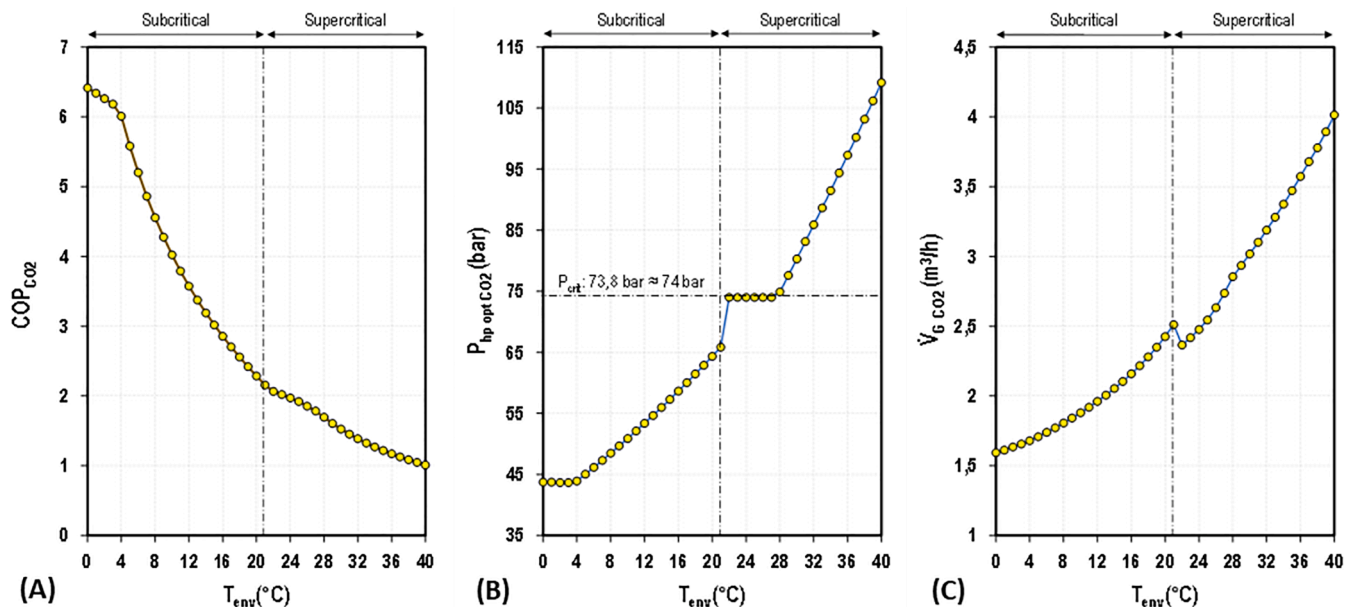 Subcritical Supercritical
7
6
5
4
3
2
1
0
0 4 8 12 16 20 24 28 32 36 40
COP_CO2
T_env(°C)
(A)
Subcritical Supercritical
115
105
95
85
75
65
55
45
35
0 4 8 12 16 20 24 28 32 36 40
P_hp opt CO2 (bar)
P_crit: 73,8 bar ≈ 74 bar
T_env(°C)
(B)
Subcritical Supercritical
4,5
4
3,5
3
2,5
2
1,5
1
0 4 8 12 16 20 24 28 32 36 40
V̇_G CO2 (m³/h)
T_env(°C)
(C)